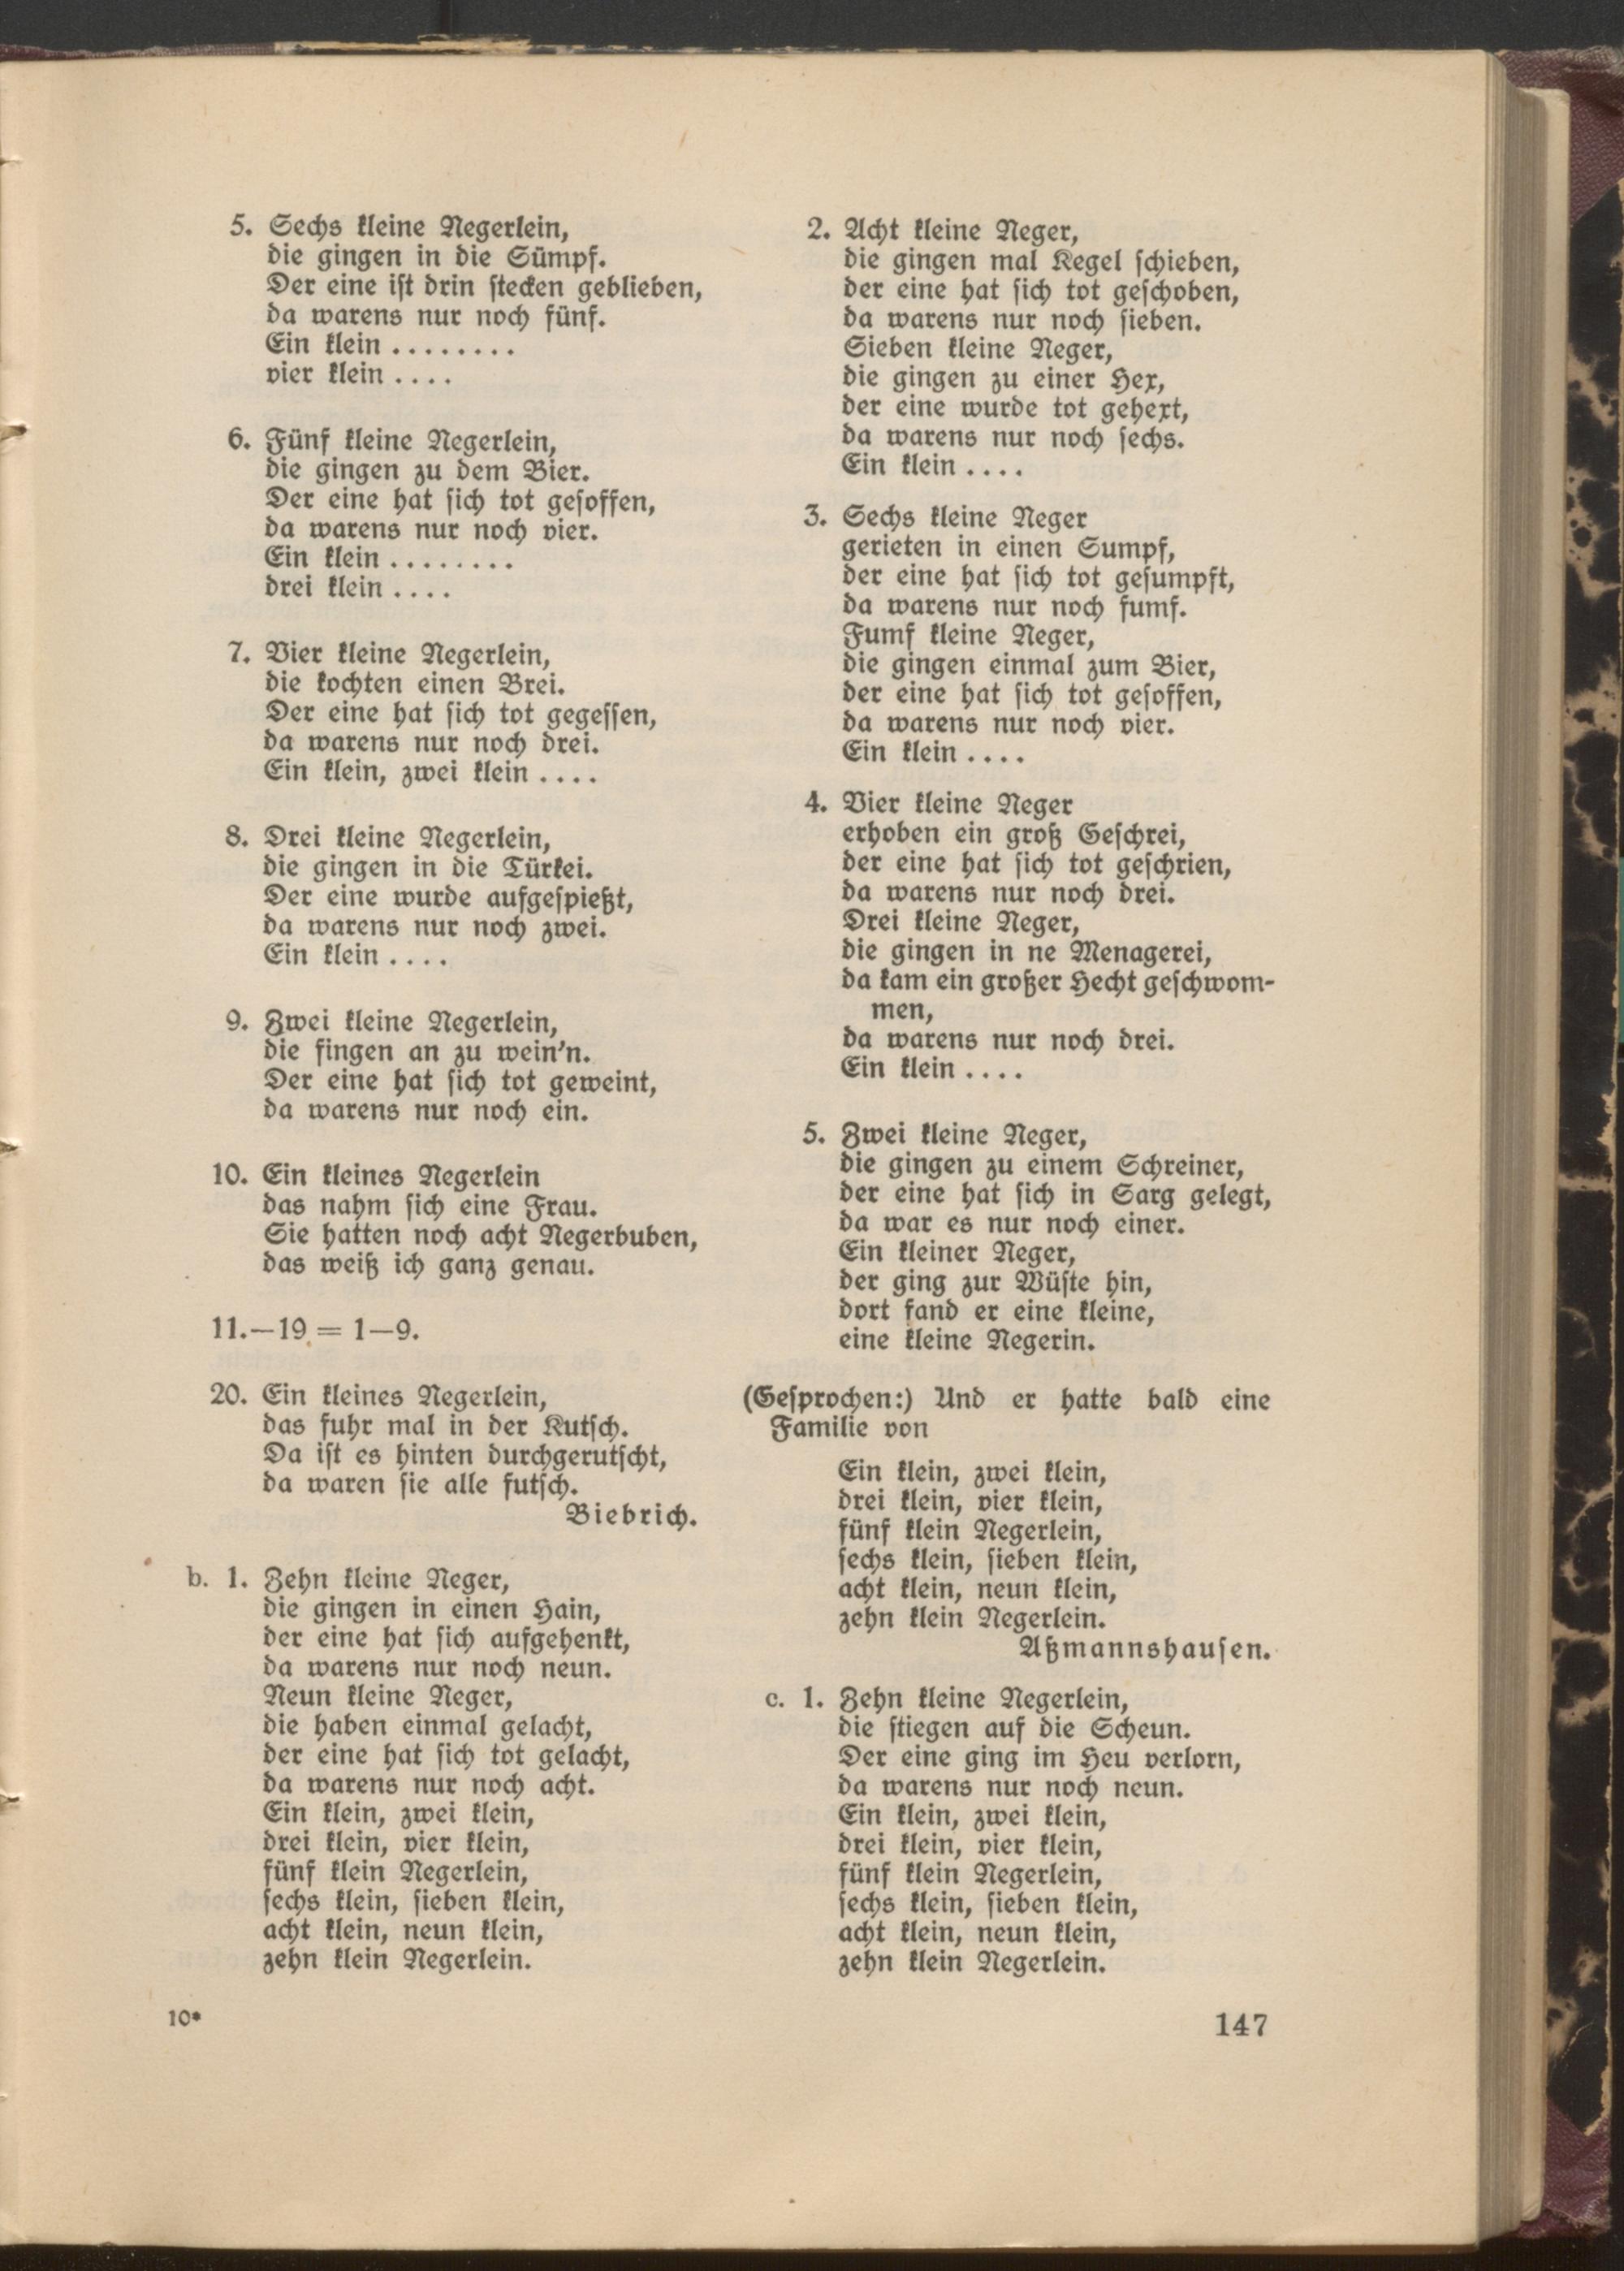 5. Sechs kleine Negerlein,
die gingen in die Sümpf.
Der eine ist drin stecken geblieben,
da warens nur noch fünf.
Ein klein ........
vier klein ....
6. Fünf kleine Negerlein,
die gingen zu dem Bier.
Der eine hat sich tot gesoffen,
da warens nur noch vier.
Ein klein ........
drei klein ....
7. Vier kleine Negerlein,
die kochten einen Brei.
Der eine hat sich tot gegessen,
da warens nur noch drei.
Ein klein, zwei klein ....
8. Drei kleine Negerlein,
die gingen in die Türkei.
Der eine wurde aufgespießt,
da warens nur noch zwei.
Ein klein ....
9. Zwei kleine Negerlein,
die fingen an zu wein'n.
Der eine hat sich tot geweint,
da warens nur noch ein.
10. Ein kleines Negerlein
das nahm sich eine Frau.
Sie hatten noch acht Negerbuben,
das weiß ich ganz genau.
11.—19 = 1—9.
20. Ein kleines Negerlein,
das fuhr mal in der Kutsch.
Da ist es hinten durchgerutscht,
da waren sie alle futsch.
Biebrich.
b. 1. Zehn kleine Neger,
die gingen in einen Hain,
der eine hat sich aufgehenkt,
da warens nur noch neun.
Neun kleine Neger,
die haben einmal gelacht,
der eine hat sich tot gelacht,
da warens nur noch acht.
Ein klein, zwei klein,
drei klein, vier klein,
fünf klein Negerlein,
sechs klein, sieben klein,
acht klein, neun klein,
zehn klein Negerlein.
2. Acht kleine Neger,
die gingen mal Kegel schieben,
der eine hat sich tot geschoben,
da warens nur noch sieben.
Sieben kleine Neger,
die gingen zu einer Hex,
der eine wurde tot gehext,
da warens nur noch sechs.
Ein klein ....
3. Sechs kleine Neger
gerieten in einen Sumpf,
der eine hat sich tot gesumpft,
da warens nur noch fumf.
Fumf kleine Neger,
die gingen einmal zum Bier,
der eine hat sich tot gesoffen,
da warens nur noch vier.
Ein klein ....
4. Vier kleine Neger
erhoben ein groß Geschrei,
der eine hat sich tot geschrien,
da warens nur noch drei.
Drei kleine Neger,
die gingen in ne Menagerei,
da kam ein großer Hecht geschwom-
men,
da warens nur noch drei.
Ein klein ....
5. Zwei kleine Neger,
die gingen zu einem Schreiner,
der eine hat sich in Sarg gelegt,
da war es nur noch einer.
Ein kleiner Neger,
der ging zur Wüste hin,
dort fand er eine kleine,
eine kleine Negerin.
(Gesprochen:) Und er hatte bald eine
Familie von
Ein klein, zwei klein,
drei klein, vier klein,
fünf klein Negerlein,
sechs klein, sieben klein,
acht klein, neun klein,
zehn klein Negerlein.
Aßmannshausen.
c. 1. Zehn kleine Negerlein,
die stiegen auf die Scheun.
Der eine ging im Heu verlorn,
da warens nur noch neun.
Ein klein, zwei klein,
drei klein, vier klein,
fünf klein Negerlein,
sechs klein, sieben klein,
acht klein, neun klein,
zehn klein Negerlein.
10*
147